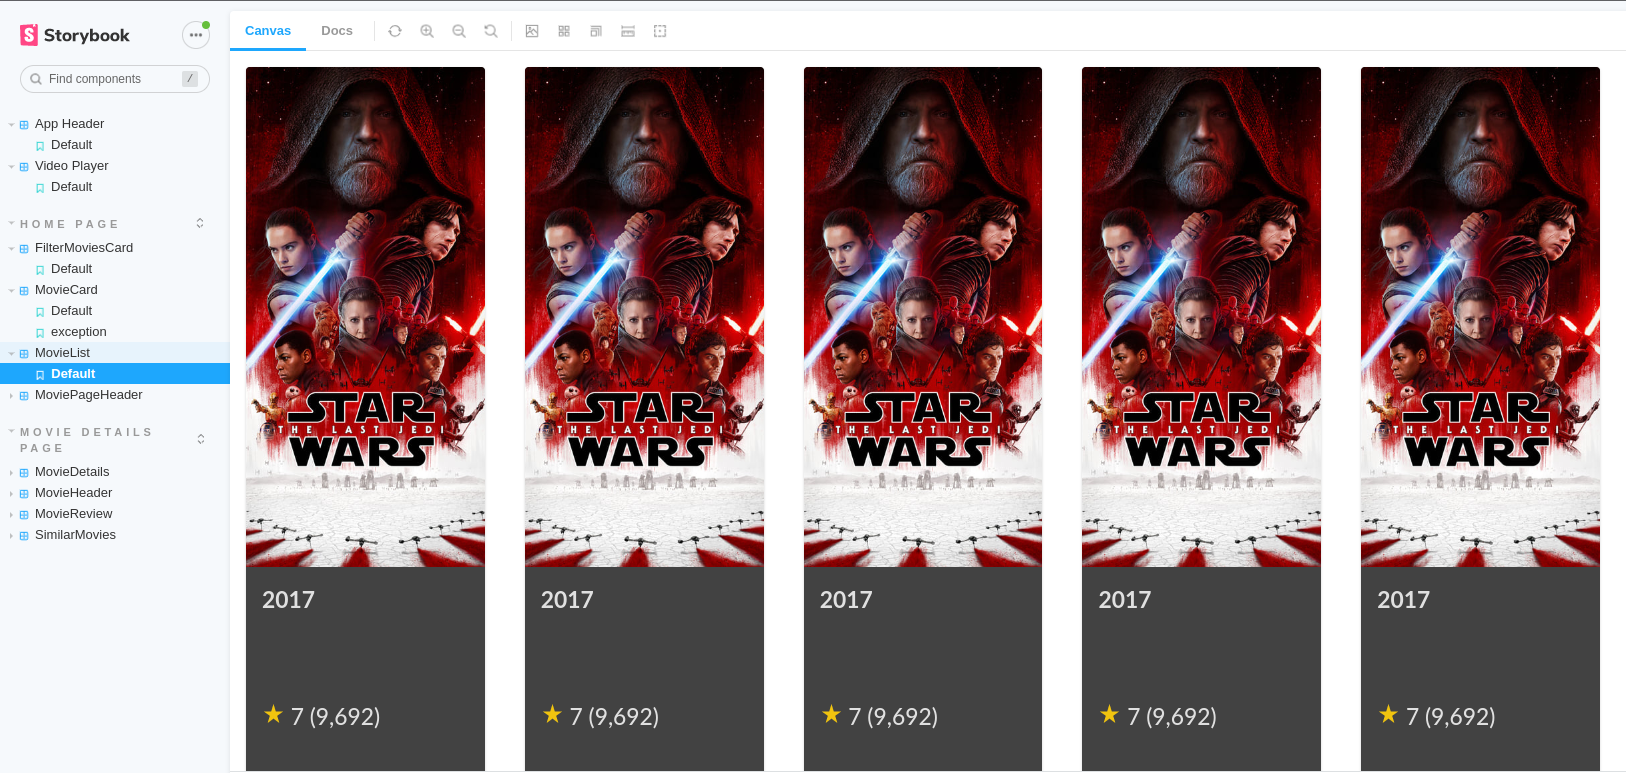 Storybook
Find components
/
App Header
Default
Video Player
Default
HOME PAGE
FilterMoviesCard
Default
MovieCard
Default
exception
MovieList
Default
MoviePageHeader
MOVIE DETAILS
PAGE
MovieDetails
MovieHeader
MovieReview
SimilarMovies
Canvas
Docs
STAR
THE LAST JEDI
WARS
2017
★ 7 (9,692)
STAR
THE LAST JEDI
WARS
2017
★ 7 (9,692)
STAR
THE LAST JEDI
WARS
2017
★ 7 (9,692)
STAR
THE LAST JEDI
WARS
2017
★ 7 (9,692)
STAR
THE LAST JEDI
WARS
2017
★ 7 (9,692)